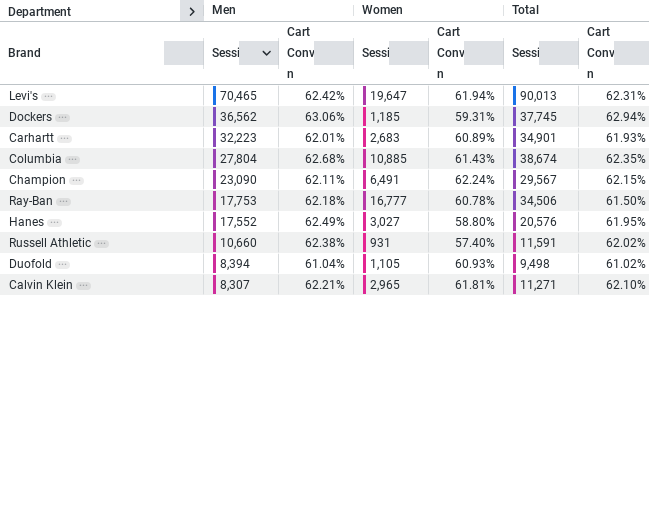 Department Men Women Total
Brand Sessi Cart Conv n Sessi Cart Conv n Sessi Cart Conv n
Levi's 70,465 62.42% 19,647 61.94% 90,013 62.31%
Dockers 36,562 63.06% 1,185 59.31% 37,745 62.94%
Carhartt 32,223 62.01% 2,683 60.89% 34,901 61.93%
Columbia 27,804 62.68% 10,885 61.43% 38,674 62.35%
Champion 23,090 62.11% 6,491 62.24% 29,567 62.15%
Ray-Ban 17,753 62.18% 16,777 60.78% 34,506 61.50%
Hanes 17,552 62.49% 3,027 58.80% 20,576 61.95%
Russell Athletic 10,660 62.38% 931 57.40% 11,591 62.02%
Duofold 8,394 61.04% 1,105 60.93% 9,498 61.02%
Calvin Klein 8,307 62.21% 2,965 61.81% 11,271 62.10%